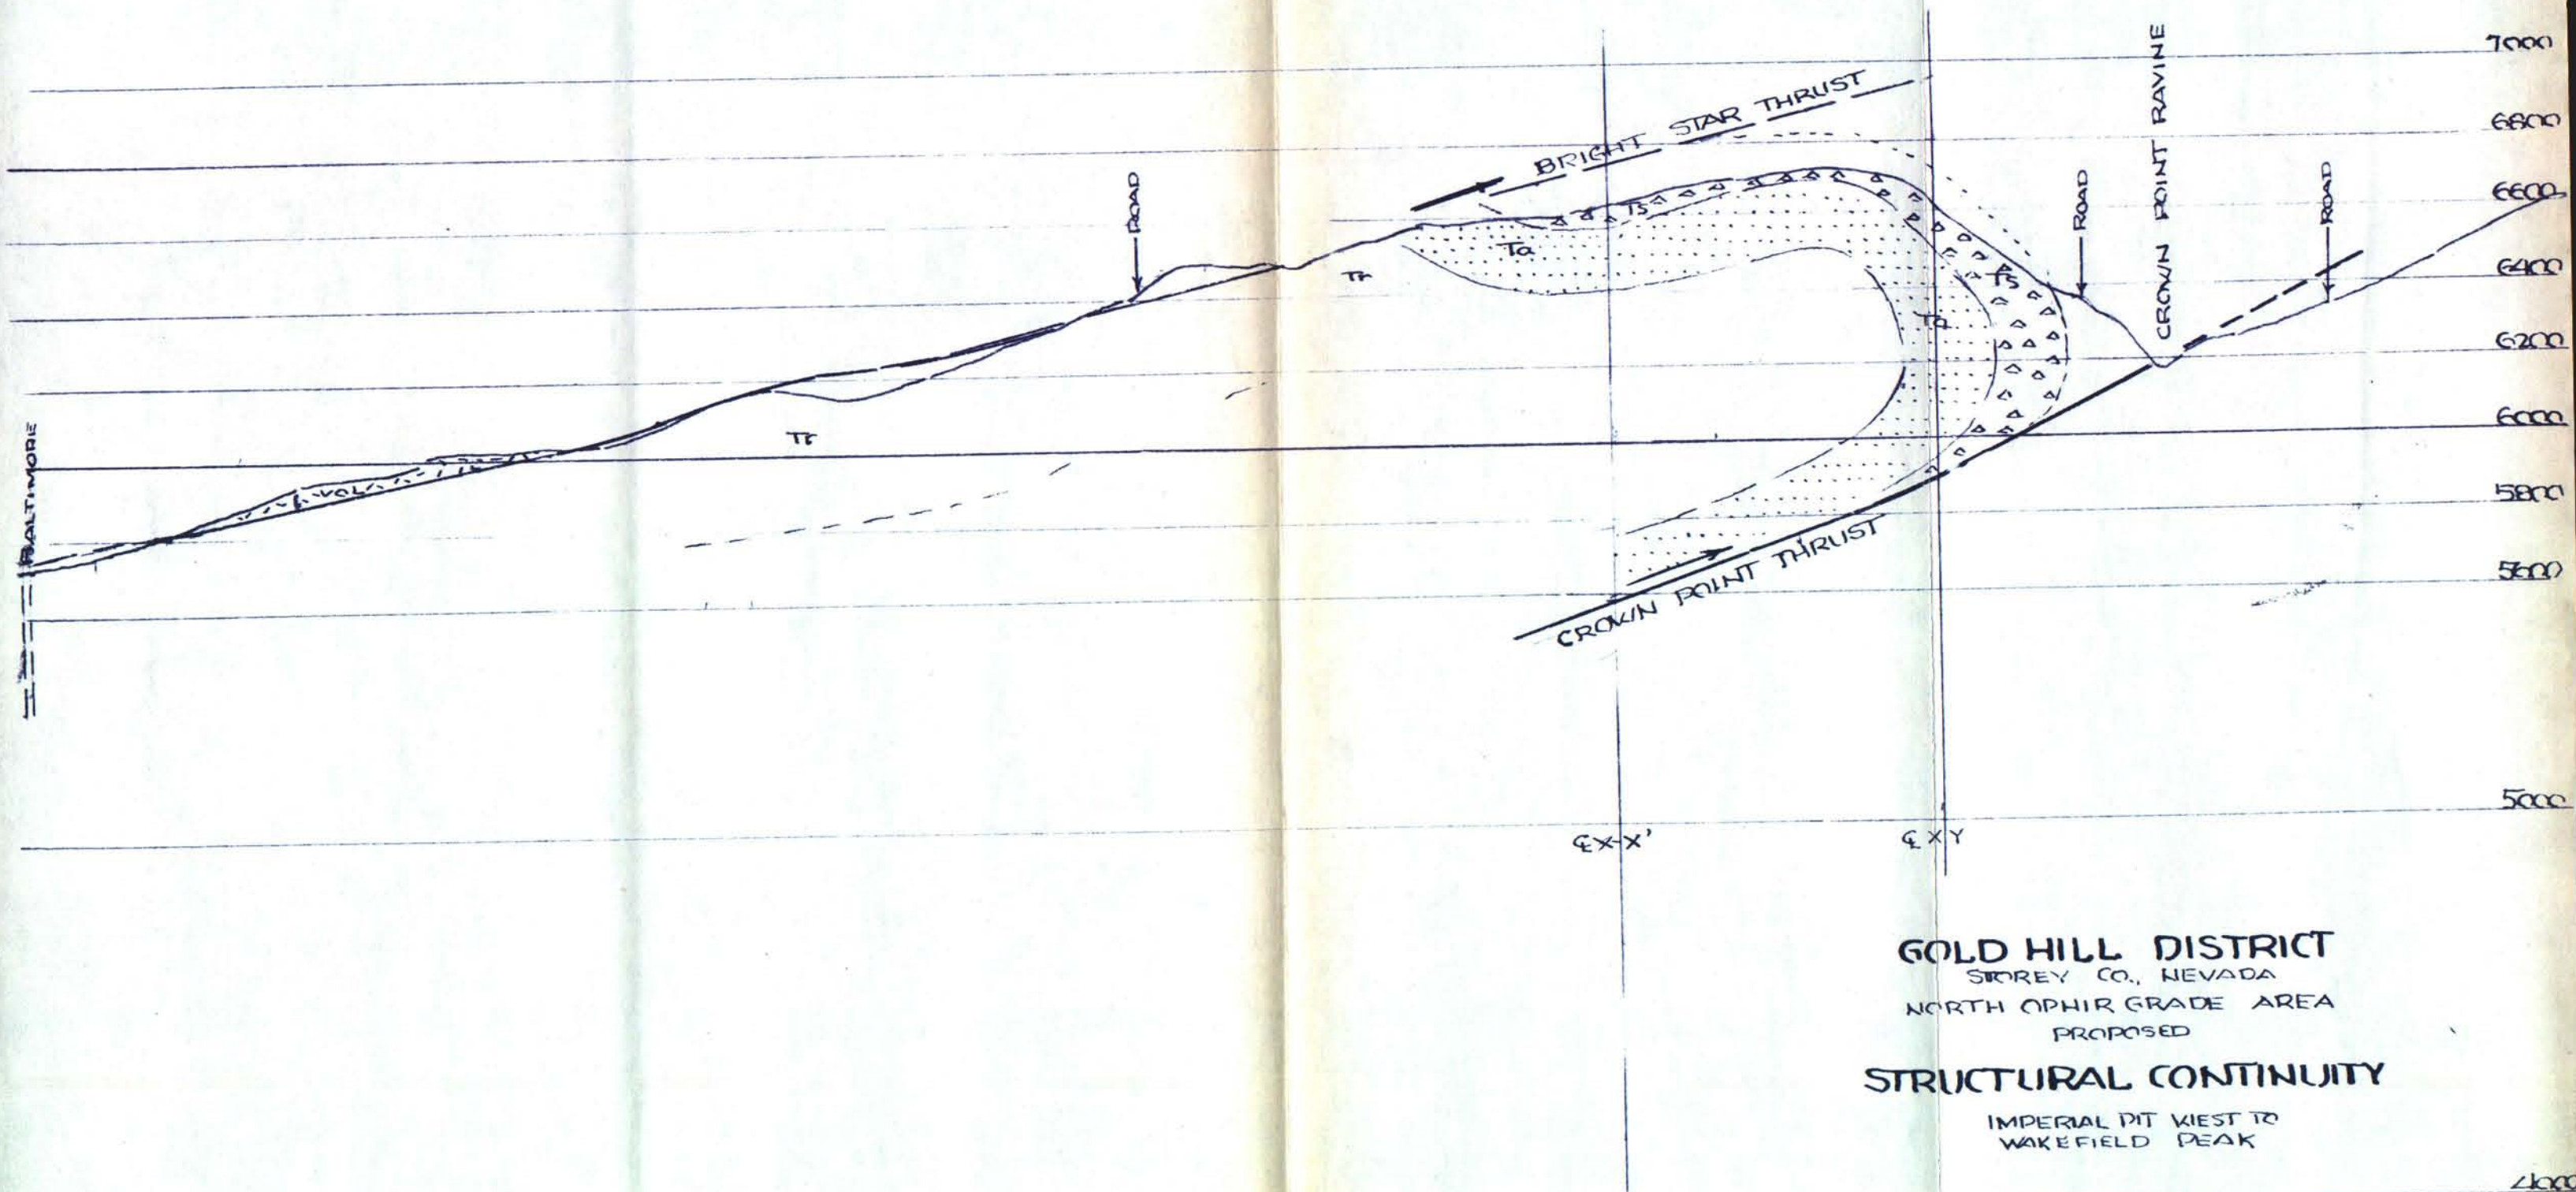 7000
6800
6600
6400
6200
6000
5800
5600
5000
BALTIMORE
VOL
Tr
ROAD
Tr
BRIGHT STAR THRUST
Ts
Ta
Ts
Ta
ROAD
CROWN POINT RAVINE
ROAD
CROWN POINT THRUST
℄ X-X'
℄ X Y
GOLD HILL DISTRICT
STOREY CO., NEVADA
NORTH OPHIR GRADE AREA
PROPOSED
STRUCTURAL CONTINUITY
IMPERIAL PIT WEST TO
WAKEFIELD PEAK